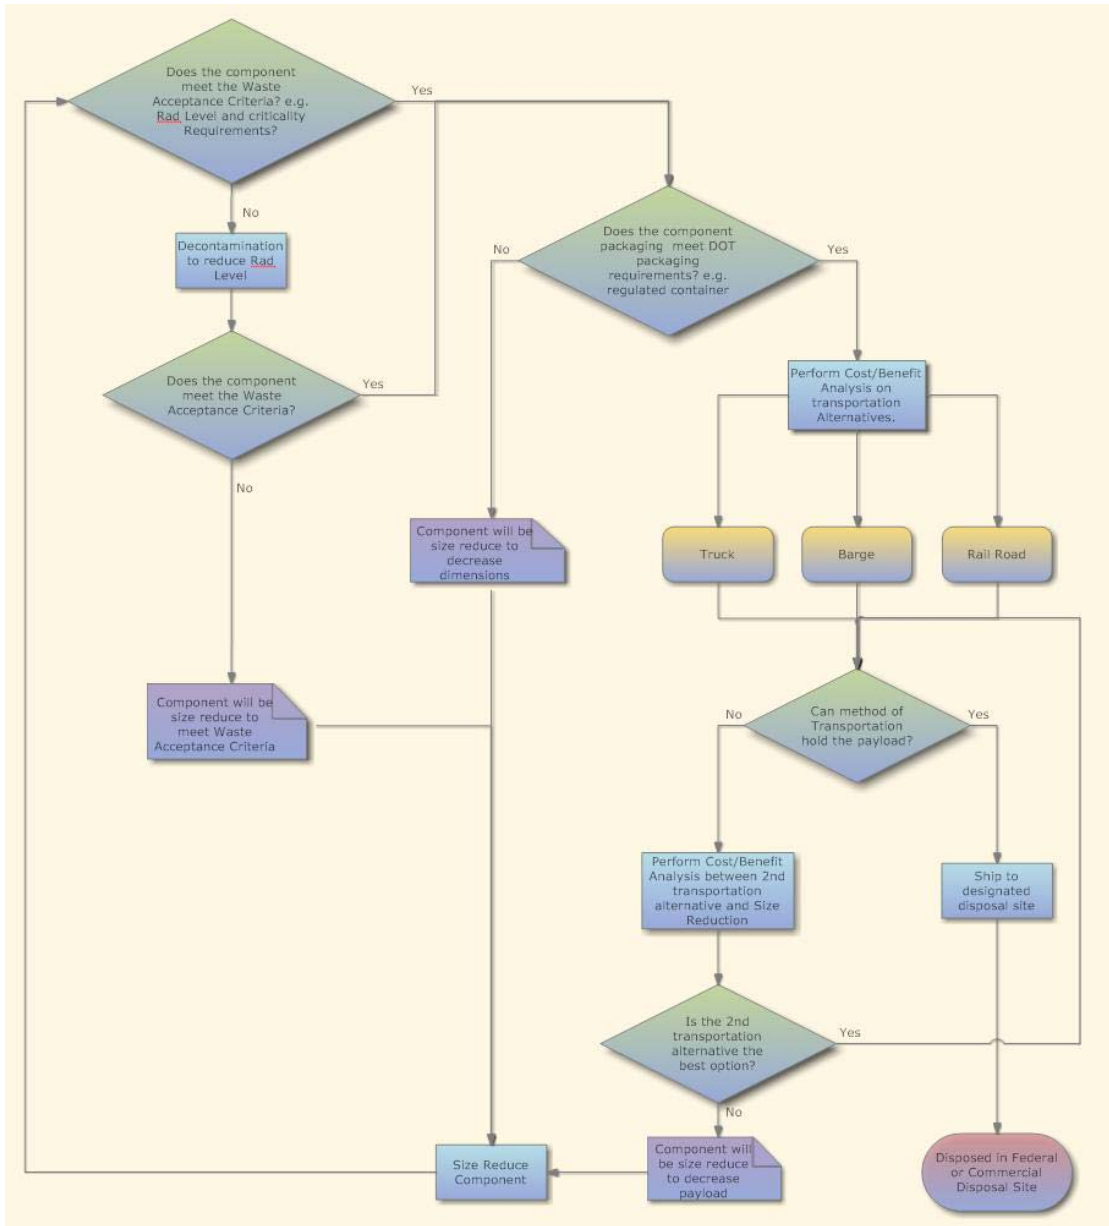 Does the component
meet the Waste
Acceptance Criteria? e.g.
Rad Level and criticality
Requirements?
Yes
No
Decontamination
to reduce Rad
Level
Does the component
meet the Waste
Acceptance Criteria?
Yes
No
Component will be
size reduce to
meet Waste
Acceptance Criteria
Does the component
packaging meet DOT
packaging
requirements? e.g.
regulated container
No
Yes
Component will be
size reduce to
decrease
dimensions
Perform Cost/Benefit
Analysis on
transportation
Alternatives.
Truck
Barge
Rail Road
Can method of
Transportation
hold the payload?
No
Yes
Perform Cost/Benefit
Analysis between 2nd
transportation
alternative and Size
Reduction
Ship to
designated
disposal site
Is the 2nd
transportation
alternative the
best option?
Yes
No
Size Reduce
Component
Component will
be size reduce
to decrease
payload
Disposed in Federal
or Commercial
Disposal Site